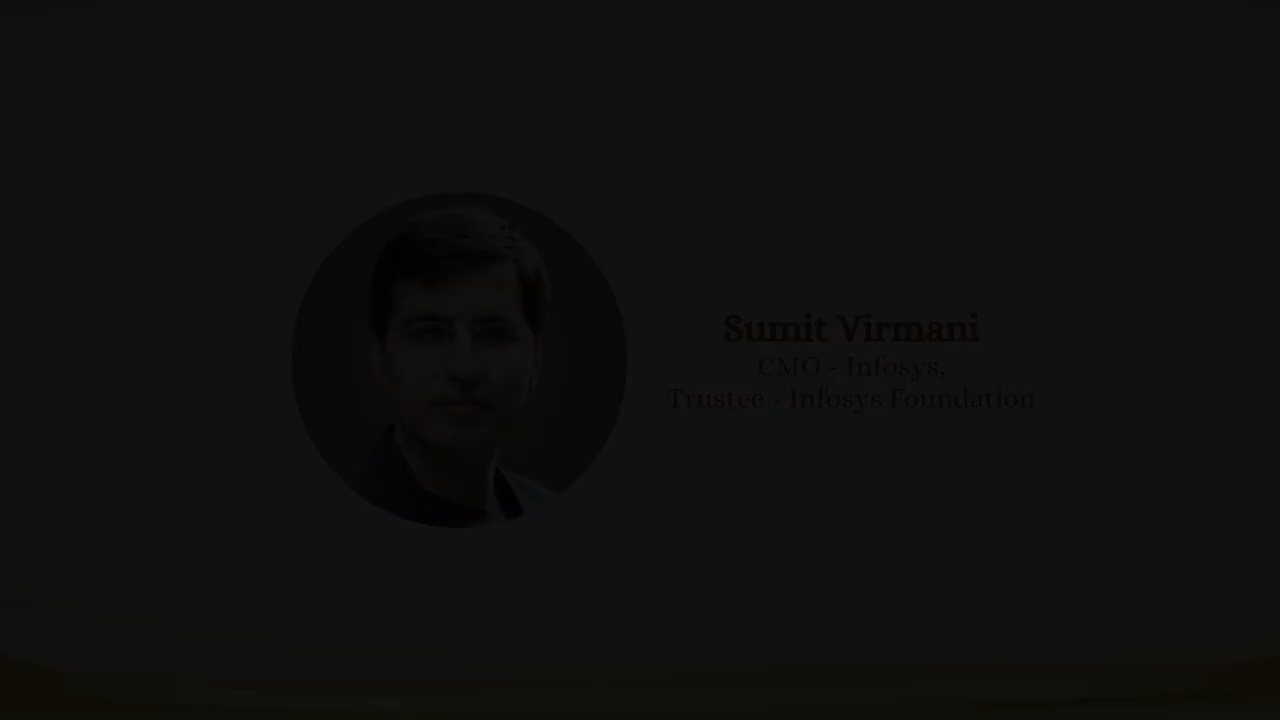 Sumit Virmani
CMO - Infosys,
Trustee - Infosys Foundation